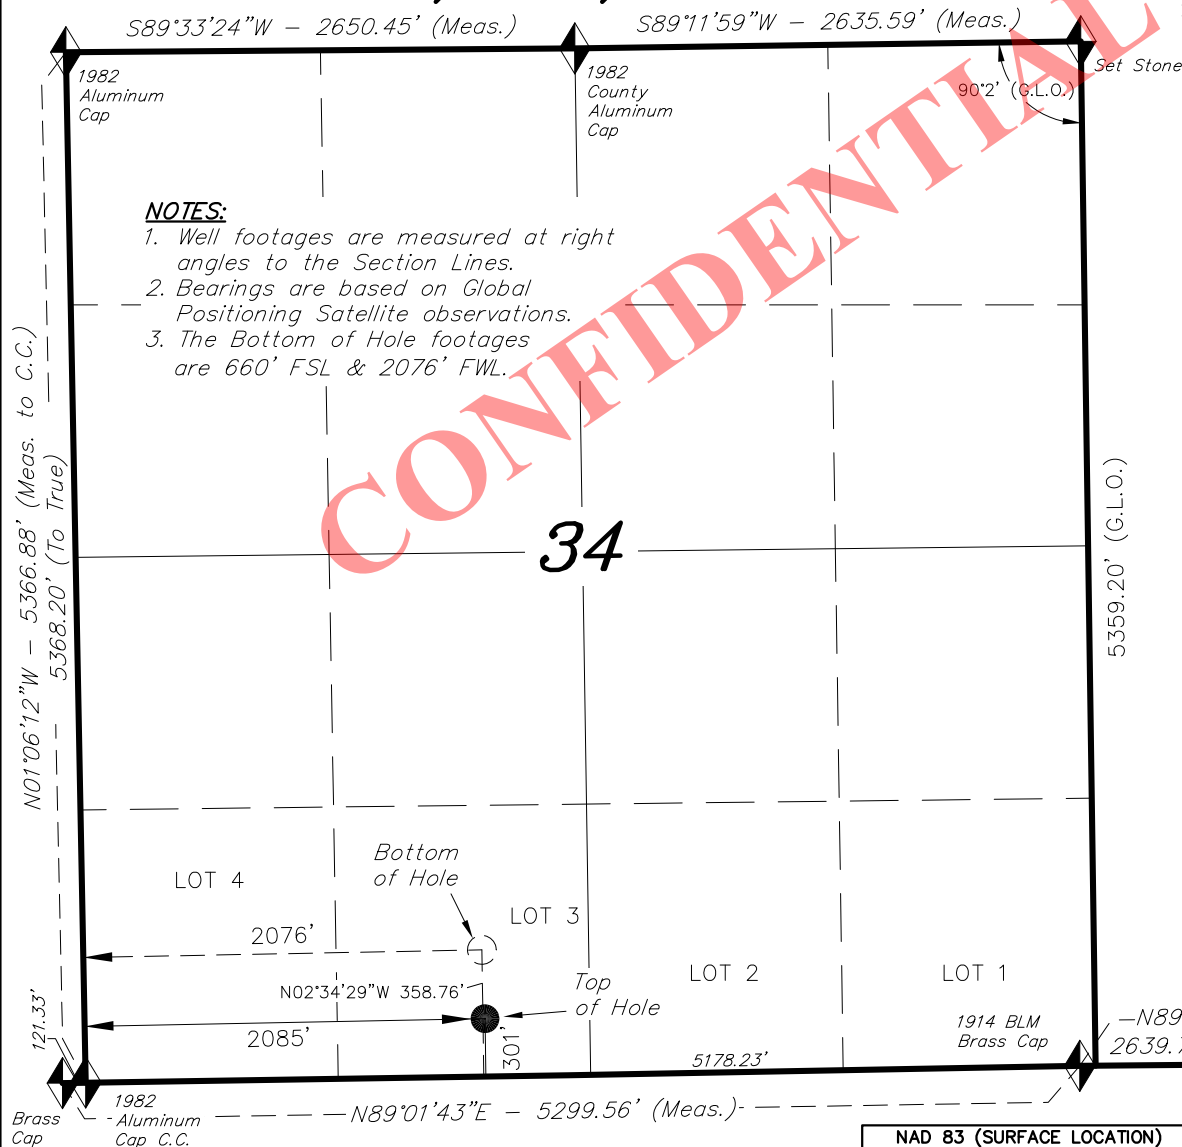 S89°33'24"W - 2650.45' (Meas.)
S89°11'59"W - 2635.59' (Meas.)
1982
Aluminum
Cap
1982
County
Aluminum
Cap
Set Stone
90°2' (G.L.O.)
CONFIDENTIAL
NOTES:
1. Well footages are measured at right
angles to the Section Lines.
2. Bearings are based on Global
Positioning Satellite observations.
3. The Bottom of Hole footages
are 660' FSL & 2076' FWL.
N01°06'12"W - 5366.88' (Meas. to C.C.)
5368.20' (To True)
34
5359.20' (G.L.O.)
Bottom
of Hole
LOT 4
LOT 3
2076'
LOT 2
LOT 1
N02°34'29"W 358.76'
Top
of Hole
2085'
301'
121.33'
1914 BLM
Brass Cap
5178.23'
N89
2639.7
Brass
Cap
1982
Aluminum
Cap C.C.
N89°01'43"E - 5299.56' (Meas.)
NAD 83 (SURFACE LOCATION)